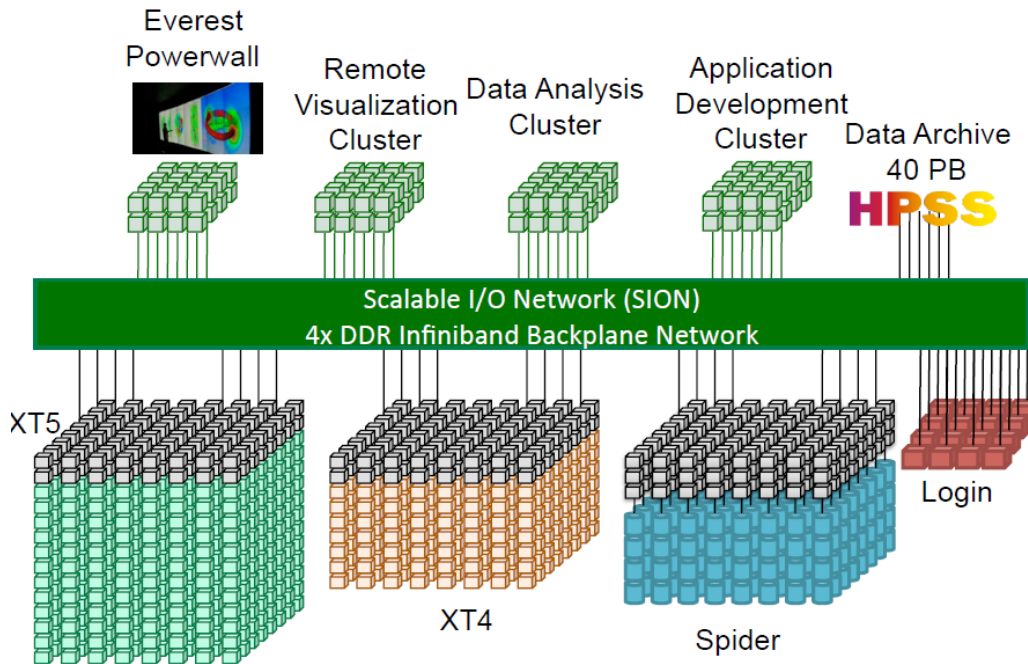 Everest
Powerwall
Remote
Visualization
Cluster
Data Analysis
Cluster
Application
Development
Cluster
Data Archive
40 PB
HPSS
Scalable I/O Network (SION)
4x DDR Infiniband Backplane Network
XT5
XT4
Spider
Login